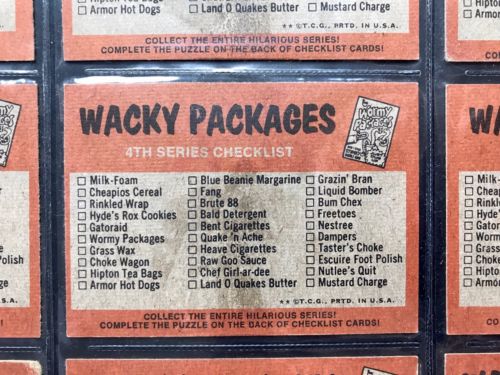 Armor Hot Dogs
Land O Quakes Butter
Mustard Charge
** ©T.C.G., PRTD. IN U.S.A.
COLLECT THE ENTIRE HILARIOUS SERIES!
COMPLETE THE PUZZLE ON THE BACK OF CHECKLIST CARDS!
WACKY PACKAGES
4TH SERIES CHECKLIST
Wormy
Packages
Milk-Foam
Cheapios Cereal
Rinkled Wrap
Hyde's Rox Cookies
Gatoraid
Wormy Packages
Grass Wax
Choke Wagon
Hipton Tea Bags
Armor Hot Dogs
Blue Beanie Margarine
Fang
Brute 88
Bald Detergent
Bent Cigarettes
Quake 'n Ache
Heave Cigarettes
Raw Goo Sauce
Chef Girl-ar-dee
Land O Quakes Butter
Grazin' Bran
Liquid Bomber
Bum Chex
Freetoes
Nestree
Dampers
Taster's Choke
Escuire Foot Polish
Nutlee's Quit
Mustard Charge
** ©T.C.G., PRTD. IN U.S.A.
COLLECT THE ENTIRE HILARIOUS SERIES!
COMPLETE THE PUZZLE ON THE BACK OF CHECKLIST CARDS!